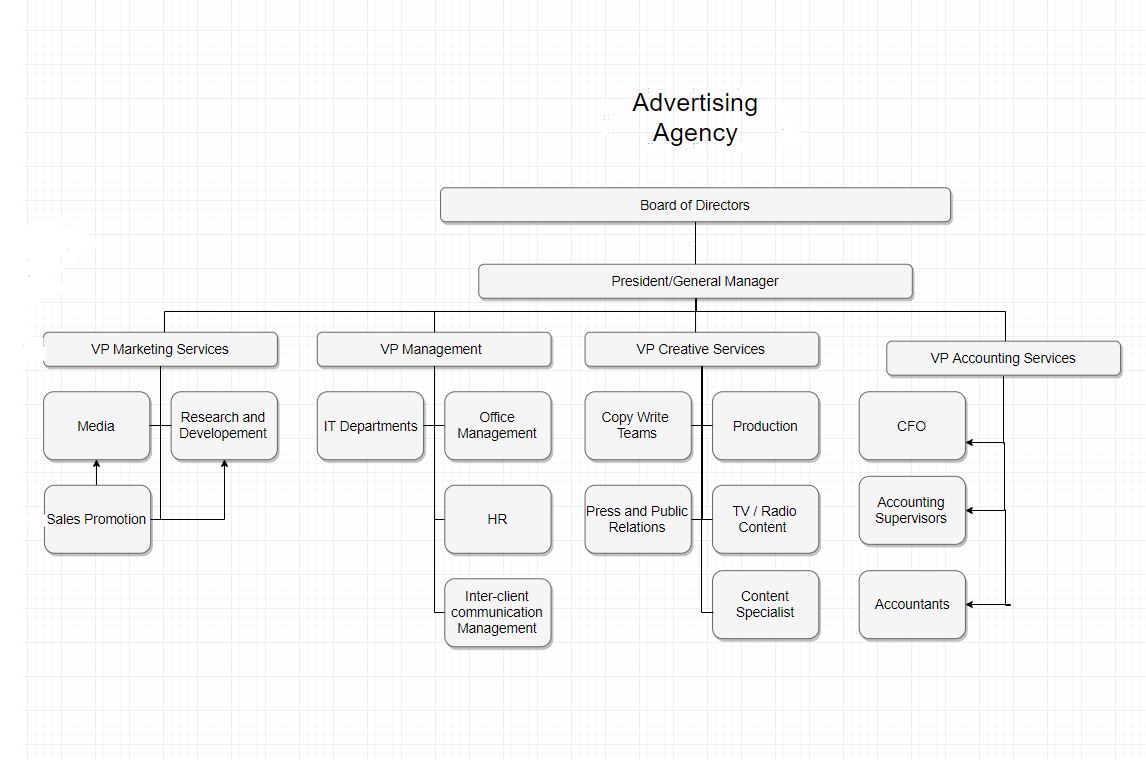 Advertising
Agency
Board of Directors
President/General Manager
VP Marketing Services
VP Management
VP Creative Services
VP Accounting Services
Media
Research and
Developement
Sales Promotion
IT Departments
Office
Management
HR
Inter-client
communication
Management
Copy Write
Teams
Production
Press and Public
Relations
TV / Radio
Content
Content
Specialist
CFO
Accounting
Supervisors
Accountants